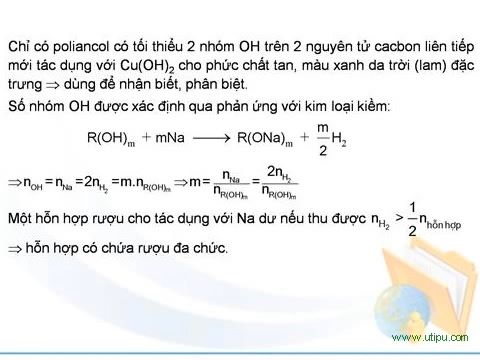 Chỉ có poliancol có tối thiểu 2 nhóm OH trên 2 nguyên tử cacbon liên tiếp
mới tác dụng với Cu(OH)₂ cho phức chất tan, màu xanh da trời (lam) đặc
trưng ⇒ dùng để nhận biết, phân biệt.
Số nhóm OH được xác định qua phản ứng với kim loại kiềm:
R(OH)ₘ + mNa ⟶ R(ONa)ₘ + m/2 H₂
⇒ n_OH = n_Na = 2n_H₂ = m.n_R(OH)ₘ ⇒ m = n_Na/n_R(OH)ₘ = 2n_H₂/n_R(OH)ₘ
Một hỗn hợp rượu cho tác dụng với Na dư nếu thu được n_H₂ > 1/2 n_hỗn hợp
⇒ hỗn hợp có chứa rượu đa chức.
www.utipu.com